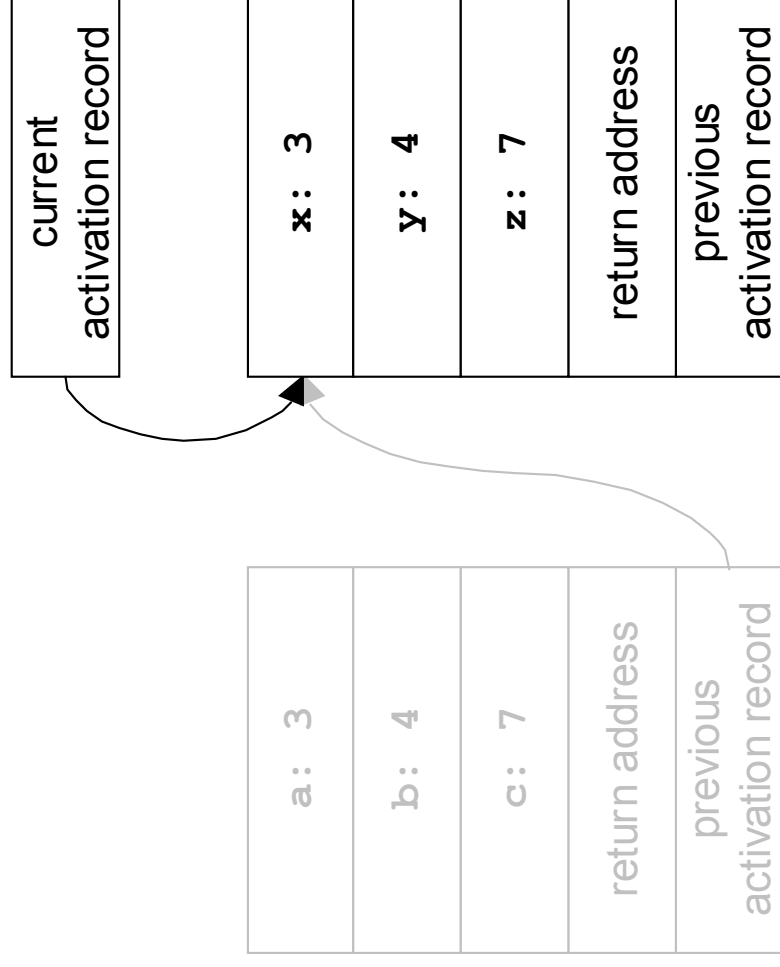 current
activation record
x: 3
y: 4
z: 7
return address
previous
activation record
a: 3
b: 4
c: 7
return address
previous
activation record